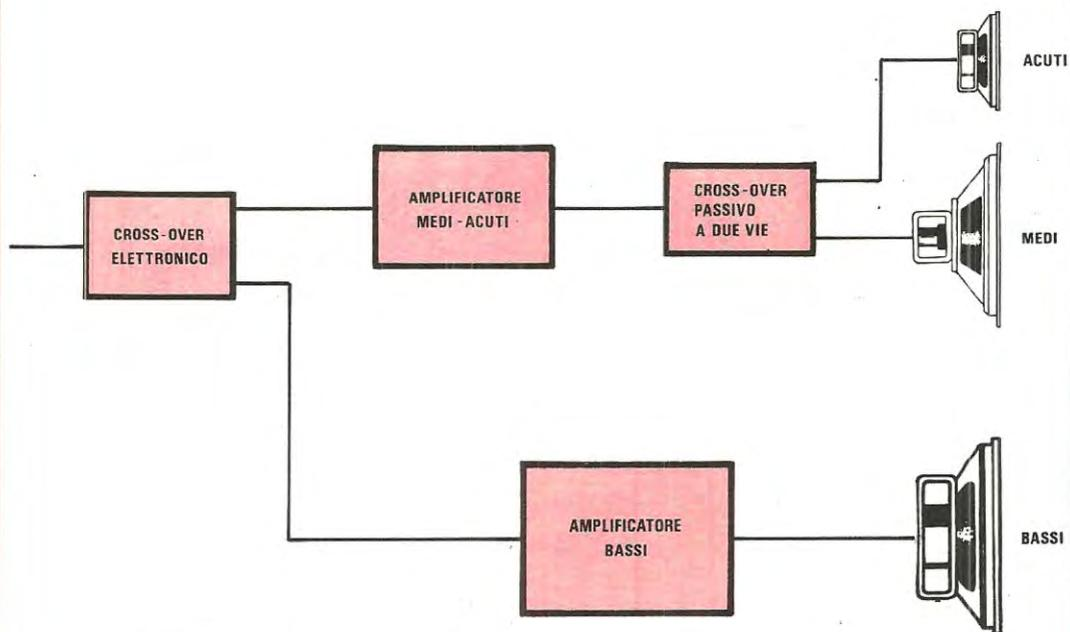 ACUTI
CROSS-OVER
ELETTRONICO
AMPLIFICATORE
MEDI-ACUTI
CROSS-OVER
PASSIVO
A DUE VIE
MEDI
AMPLIFICATORE
BASSI
BASSI